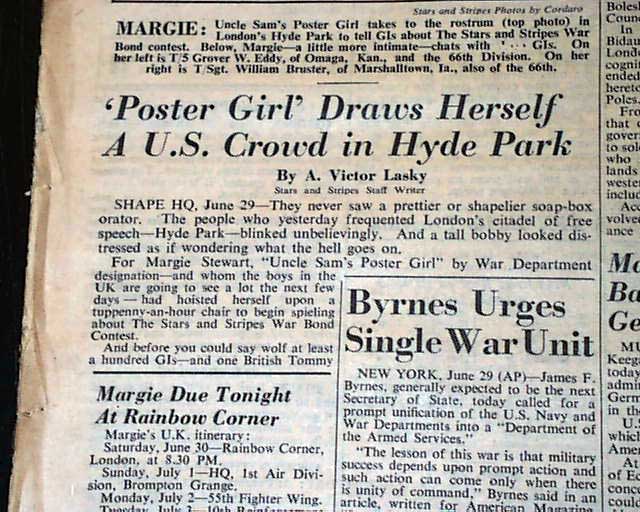 Stars and Stripes Photos by Cordaro
MARGIE: Uncle Sam's Poster Girl takes to the rostrum (top photo) in
London's Hyde Park to tell GIs about The Stars and Stripes War
Bond contest. Below, Margie—a little more intimate—chats with GIs. On
her left is T/5 Grover W. Eddy, of Omaga, Kan., and the 66th Division. On her
right is T/Sgt. William Bruster, of Marshalltown, Ia., also of the 66th.
'Poster Girl' Draws Herself
A U.S. Crowd in Hyde Park
By A. Victor Lasky
Stars and Stripes Staff Writer
SHAPE HQ, June 29—They never saw a prettier or shapelier soap-box
orator. The people who yesterday frequented London's citadel of free
speech—Hyde Park—blinked unbelievingly. And a tall bobby looked dis-
tressed as if wondering what the hell goes on.
For Margie Stewart, "Uncle Sam's Poster Girl" by War Department
designation—and whom the boys in the
UK are going to see a lot the next few
days—had hoisted herself upon a
tuppenny-an-hour chair to begin spieling
about The Stars and Stripes War Bond
Contest.
And before you could say wolf at least
a hundred GIs—and one British Tommy
Margie Due Tonight
At Rainbow Corner
Margie's U.K. itinerary:
Saturday, June 30—Rainbow Corner,
London, at 8.30 PM.
Sunday, July 1—HQ, 1st Air Divi-
sion, Brompton Grange.
Monday, July 2—55th Fighter Wing.
Tuesday, July 3—10th
Byrnes Urges
Single War Unit
NEW YORK, June 29 (AP)—James F.
Byrnes, generally expected to be the next
Secretary of State, today called for a
prompt unification of the U.S. Navy and
War Departments into a "Department of
the Armed Services."
"The lesson of this war is that military
success depends upon prompt action and
such action can come only when there
is unity of command," Byrnes said in an
article, written for American Magazine